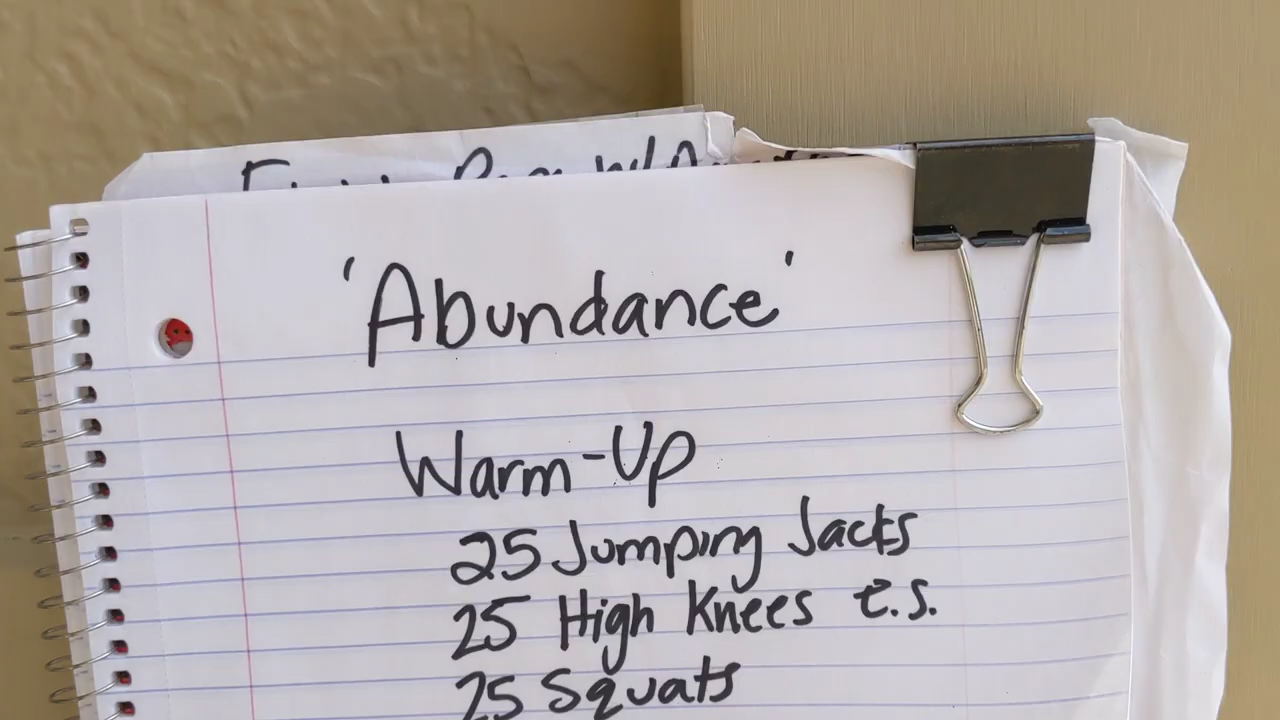 'Abundance'
Warm-Up
25 Jumping Jacks
25 High Knees e.s.
25 Squats